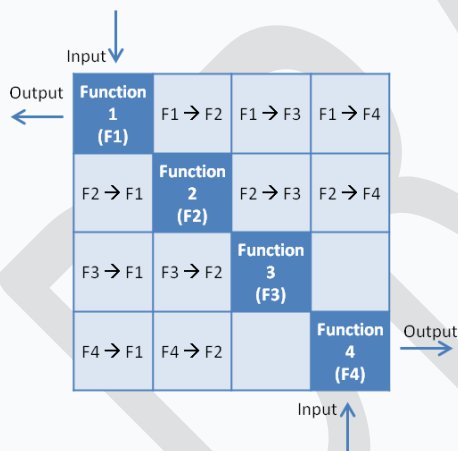 Input
Output
Function
1
(F1)
F1 → F2
F1 → F3
F1 → F4
F2 → F1
Function
2
(F2)
F2 → F3
F2 → F4
F3 → F1
F3 → F2
Function
3
(F3)
F4 → F1
F4 → F2
Function
4
(F4)
Output
Input